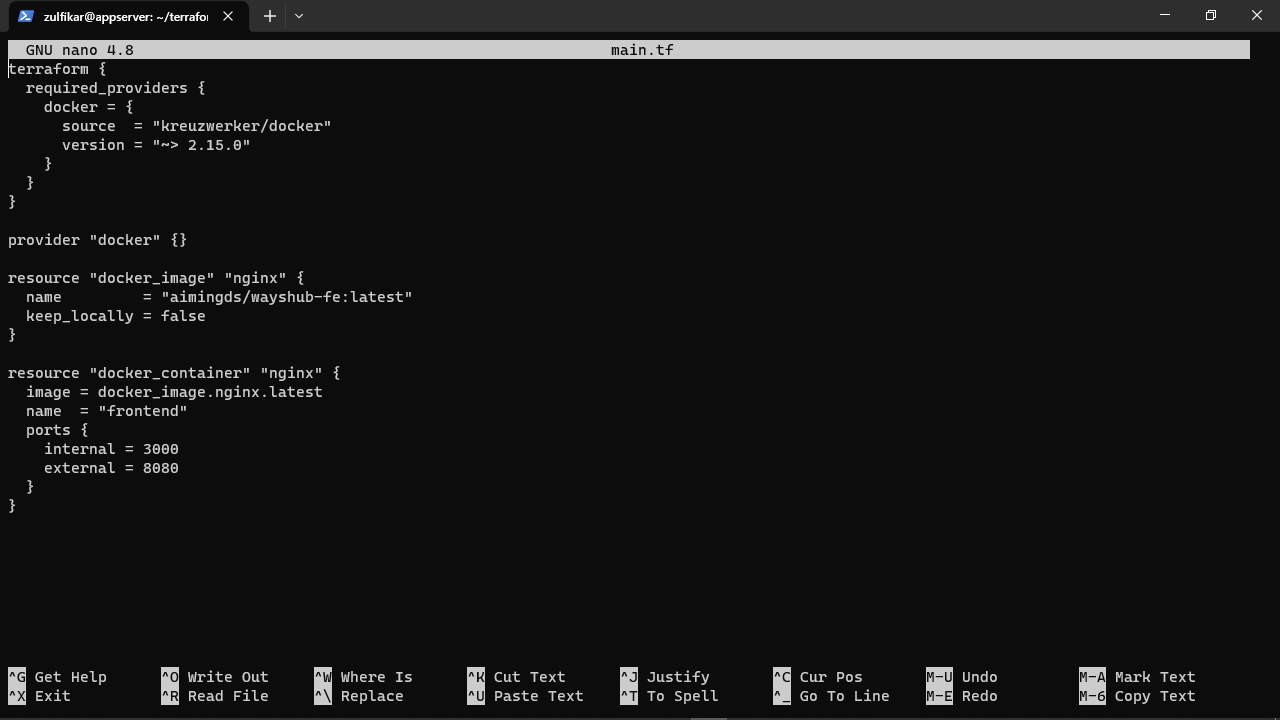 zulfikar@appserver: ~/terrafor
GNU nano 4.8 main.tf
terraform {
  required_providers {
    docker = {
      source  = "kreuzwerker/docker"
      version = "~> 2.15.0"
    }
  }
}

provider "docker" {}

resource "docker_image" "nginx" {
  name         = "aimingds/wayshub-fe:latest"
  keep_locally = false
}

resource "docker_container" "nginx" {
  image = docker_image.nginx.latest
  name  = "frontend"
  ports {
    internal = 3000
    external = 8080
  }
}

^G Get Help ^O Write Out ^W Where Is ^K Cut Text ^J Justify ^C Cur Pos M-U Undo M-A Mark Text
^X Exit ^R Read File ^\ Replace ^U Paste Text ^T To Spell ^_ Go To Line M-E Redo M-6 Copy Text